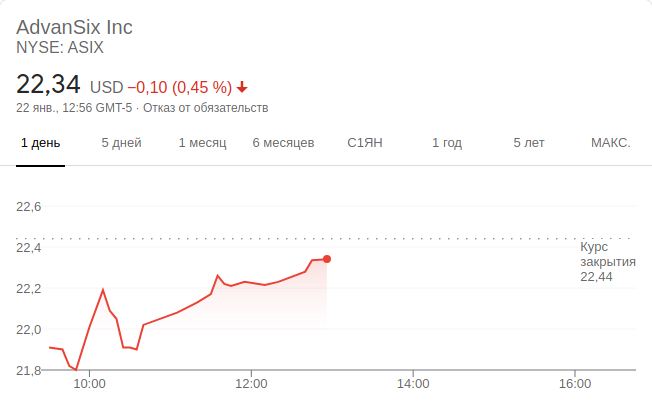 AdvanSix Inc
NYSE: ASIX
22,34 USD −0,10 (0,45 %)
22 янв., 12:56 GMT-5 · Отказ от обязательств
1 день 5 дней 1 месяц 6 месяцев С1ЯН 1 год 5 лет МАКС.
22,6
22,4
Курс
закрытия
22,44
22,2
22,0
21,8
10:00 12:00 14:00 16:00